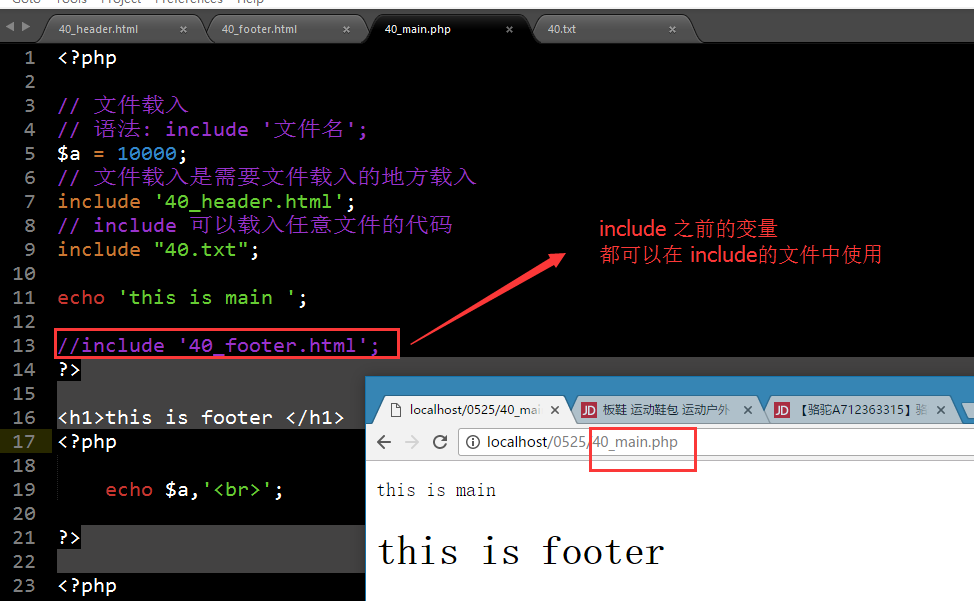 Goto Tools Project Preferences Help
40_header.html × 40_footer.html × 40_main.php × 40.txt ×
1 <?php
2
3 // 文件载入
4 // 语法: include '文件名';
5 $a = 10000;
6 // 文件载入是需要文件载入的地方载入
7 include '40_header.html';
8 // include 可以载入任意文件的代码
9 include "40.txt";
10
11 echo 'this is main ';
12
13 //include '40_footer.html';
14 ?>
15
16 <h1>this is footer </h1>
17 <?php
18
19 echo $a,'<br>';
20
21 ?>
22
23 <?php
include 之前的变量
都可以在 include的文件中使用
localhost/0525/40_mai × JD 板鞋 运动鞋包 运动户外 × JD 【骆驼A712363315】 ×
localhost/0525/40_main.php
this is main
this is footer